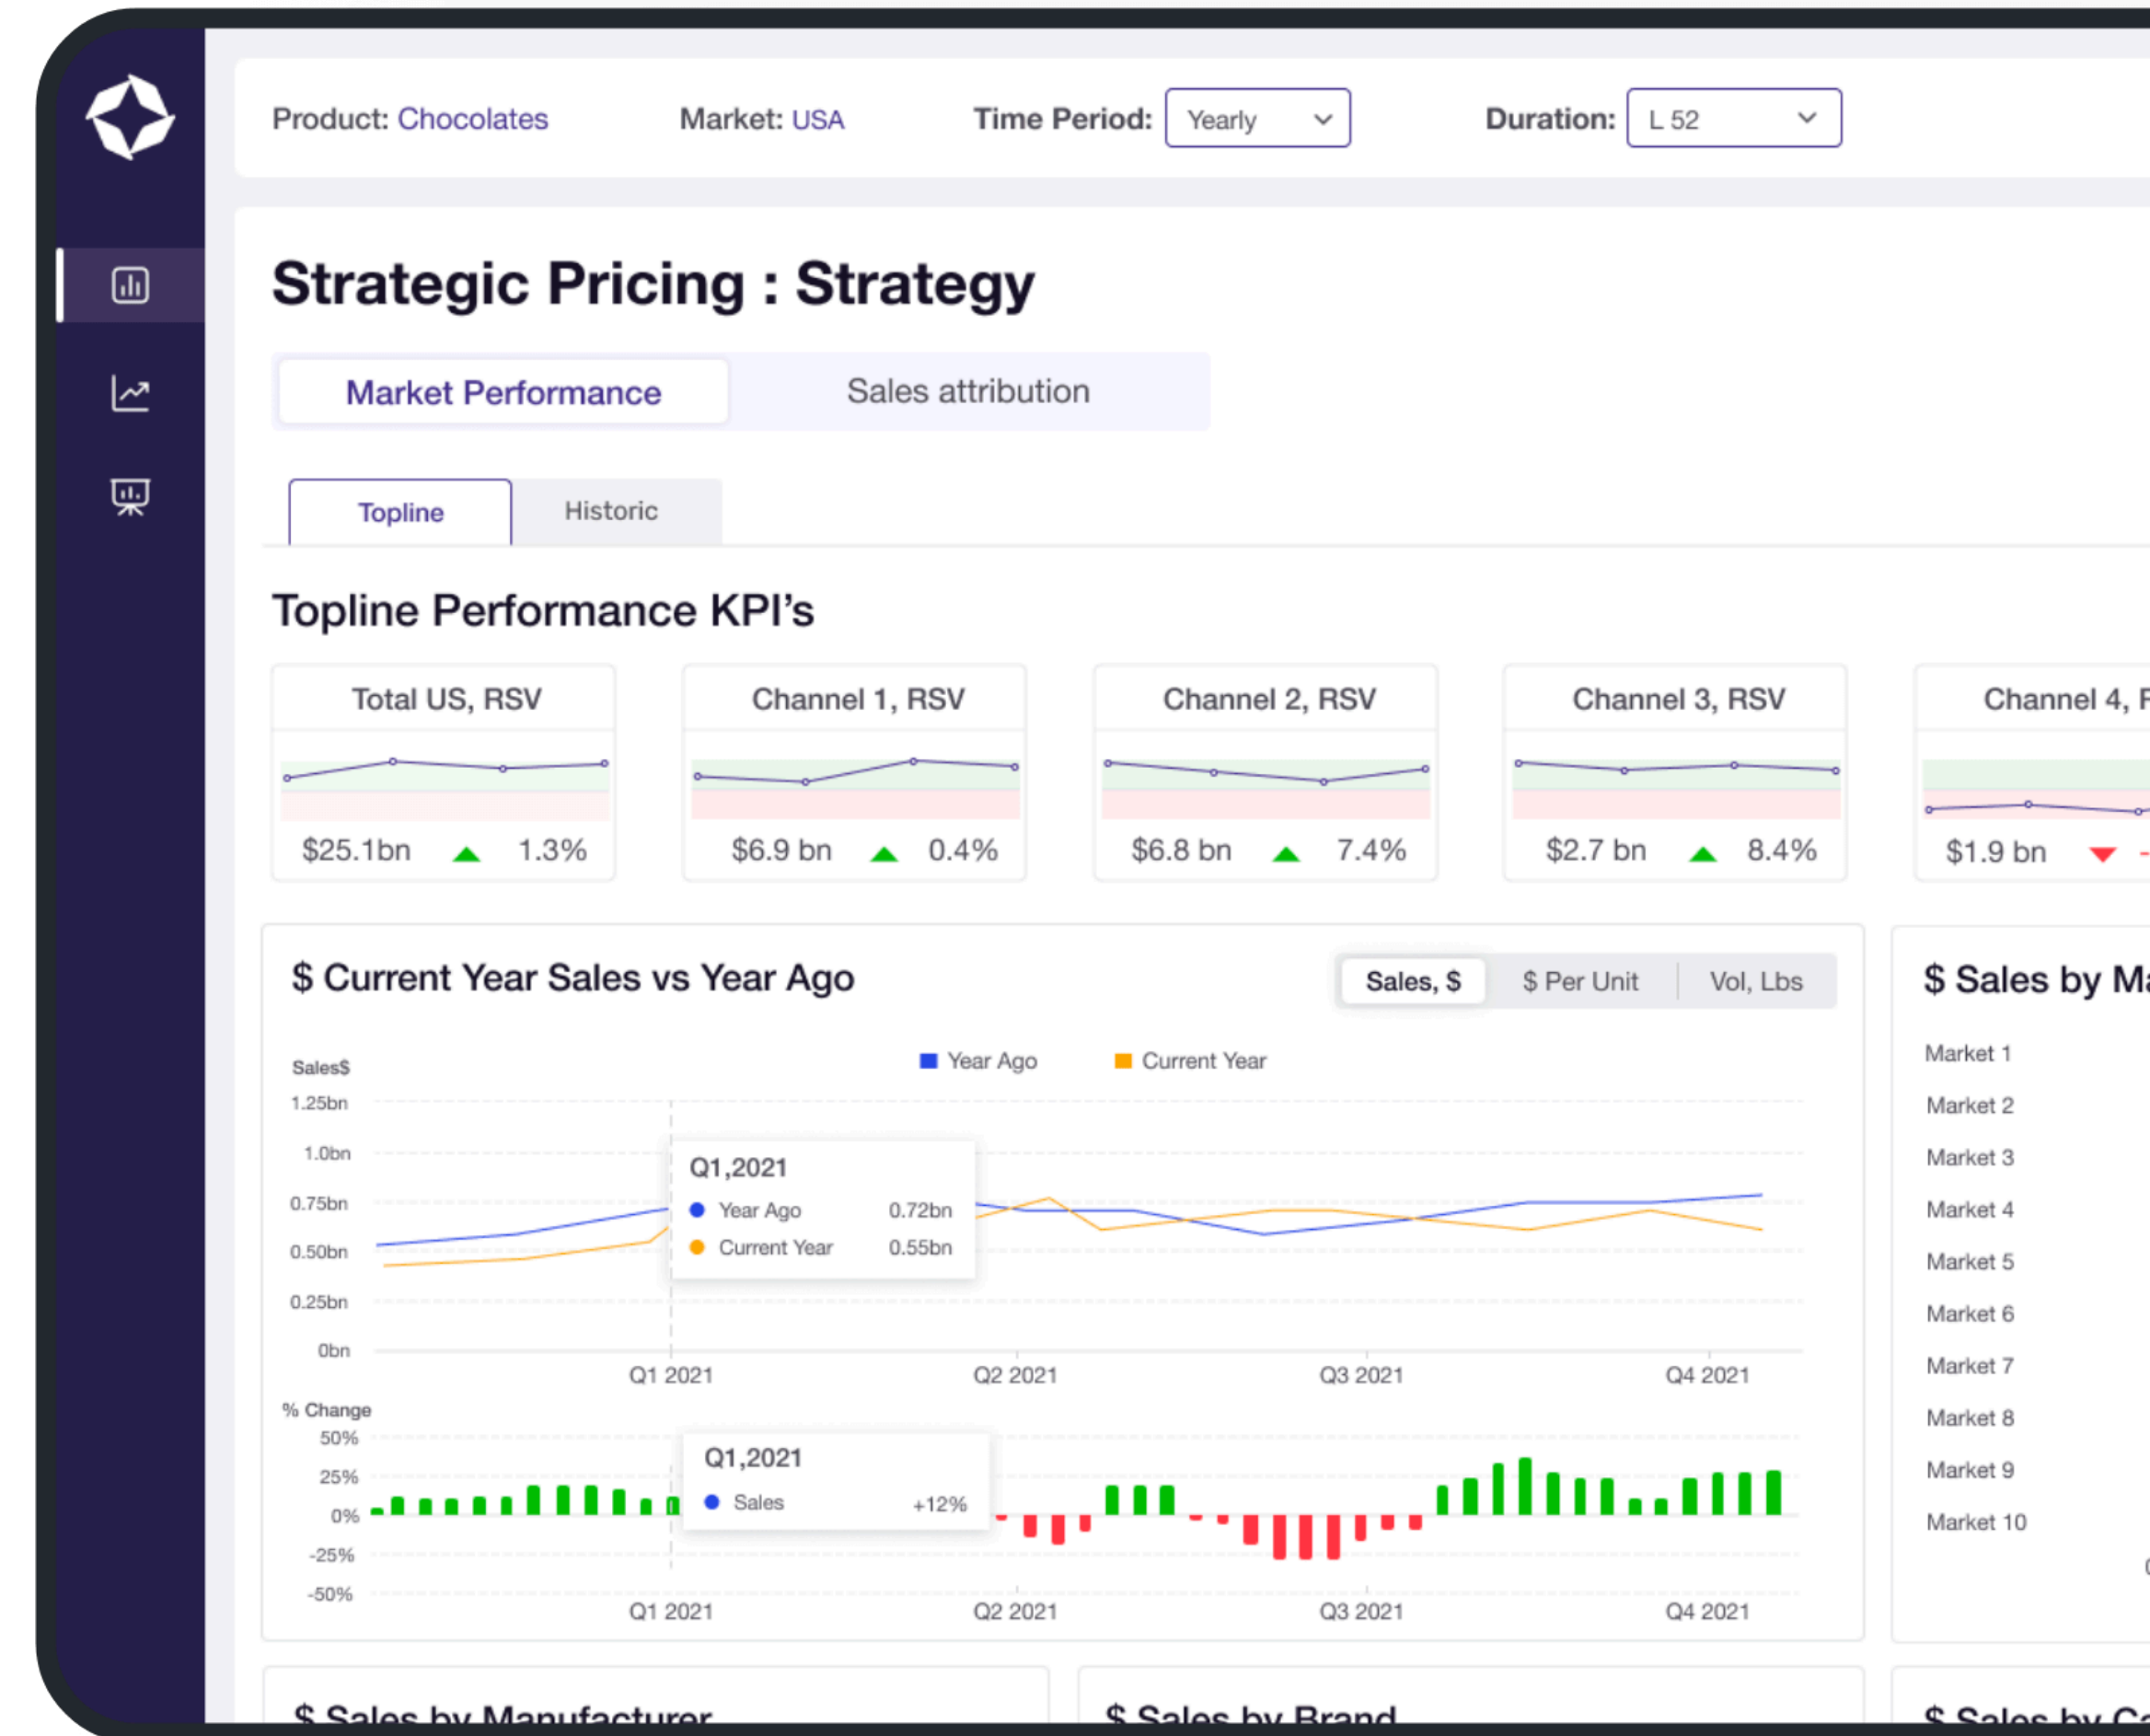 Product: Chocolates Market: USA Time Period: Yearly Duration: L 52
Strategic Pricing : Strategy
Market Performance Sales attribution
Topline Historic
Topline Performance KPI's
Total US, RSV Channel 1, RSV Channel 2, RSV Channel 3, RSV Channel 4,
$25.1bn 1.3% $6.9 bn 0.4% $6.8 bn 7.4% $2.7 bn 8.4% $1.9 bn -
$ Current Year Sales vs Year Ago
Sales, $ $ Per Unit Vol, Lbs
Year Ago Current Year
Sales$
1.25bn
1.0bn
0.75bn
0.50bn
0.25bn
0bn
Q1,2021
Year Ago 0.72bn
Current Year 0.55bn
Q1 2021 Q2 2021 Q3 2021 Q4 2021
% Change
50%
25%
0%
-25%
-50%
Q1,2021
Sales +12%
Q1 2021 Q2 2021 Q3 2021 Q4 2021
$ Sales by Ma
Market 1
Market 2
Market 3
Market 4
Market 5
Market 6
Market 7
Market 8
Market 9
Market 10
$ Sales by Manufacturer $ Sales by Brand $ Sales by